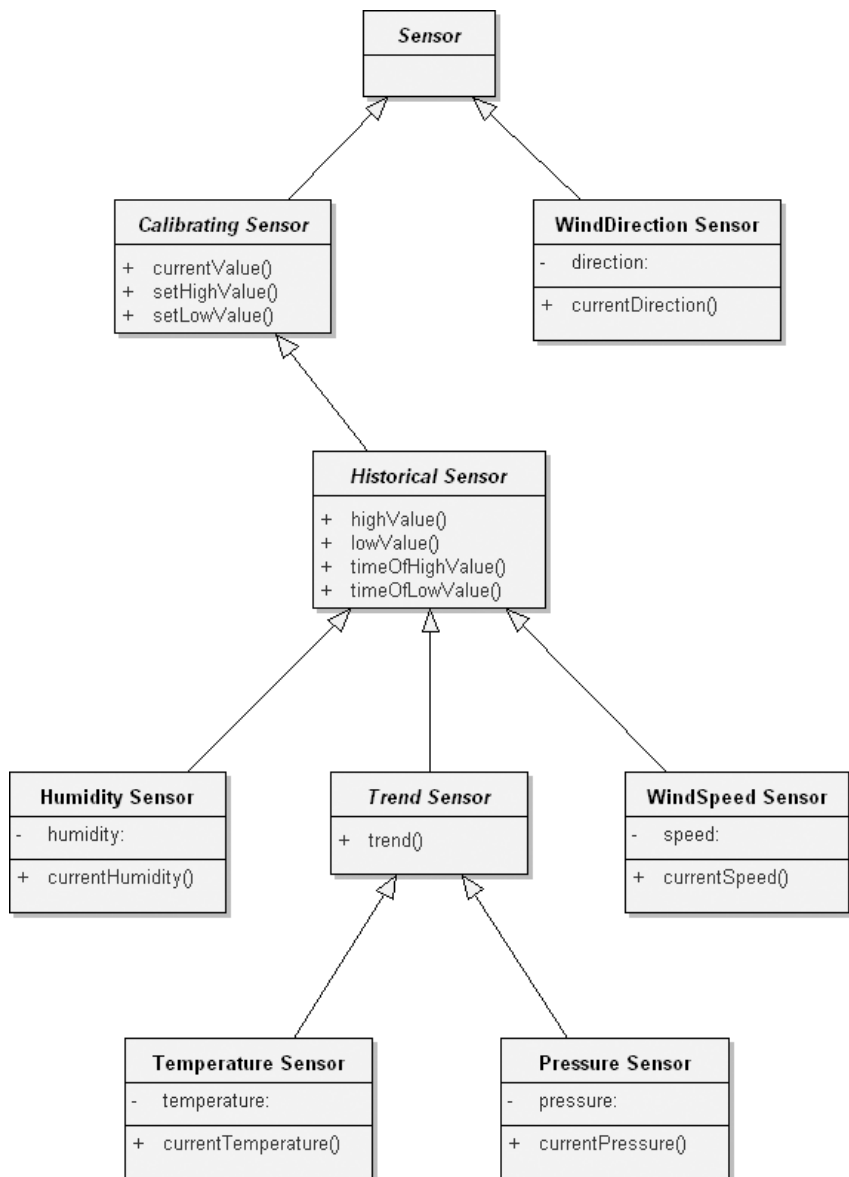 Sensor
Calibrating Sensor
+ currentValue()
+ setHighValue()
+ setLowValue()
WindDirection Sensor
- direction:
+ currentDirection()
Historical Sensor
+ highValue()
+ lowValue()
+ timeOfHighValue()
+ timeOfLowValue()
Humidity Sensor
- humidity:
+ currentHumidity()
Trend Sensor
+ trend()
WindSpeed Sensor
- speed:
+ currentSpeed()
Temperature Sensor
- temperature:
+ currentTemperature()
Pressure Sensor
- pressure:
+ currentPressure()